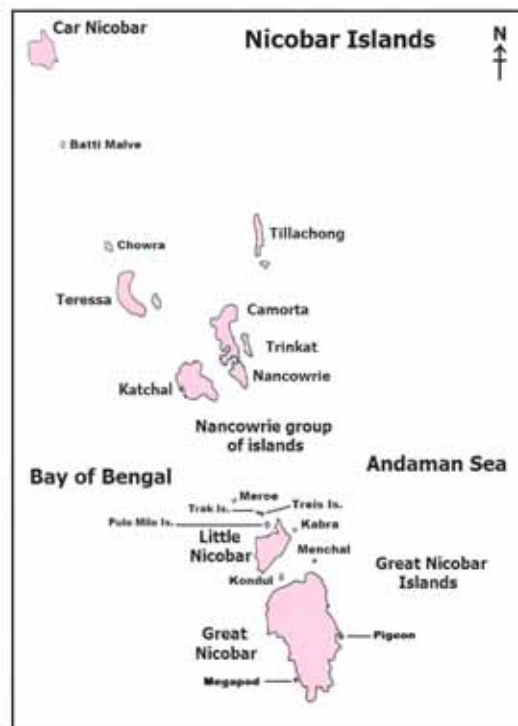 Car Nicobar
Nicobar Islands
N
Batti Malve
Tillachong
Chowra
Teressa
Camorta
Trinkat
Nancowrie
Katchal
Nancowrie group
of islands
Bay of Bengal
Andaman Sea
Meroe
Trak Is.
Treis Is.
Pulo Milo Is.
Kabra
Little
Nicobar
Menchal
Great Nicobar
Islands
Kondul
Great
Nicobar
Pigeon
Megapod